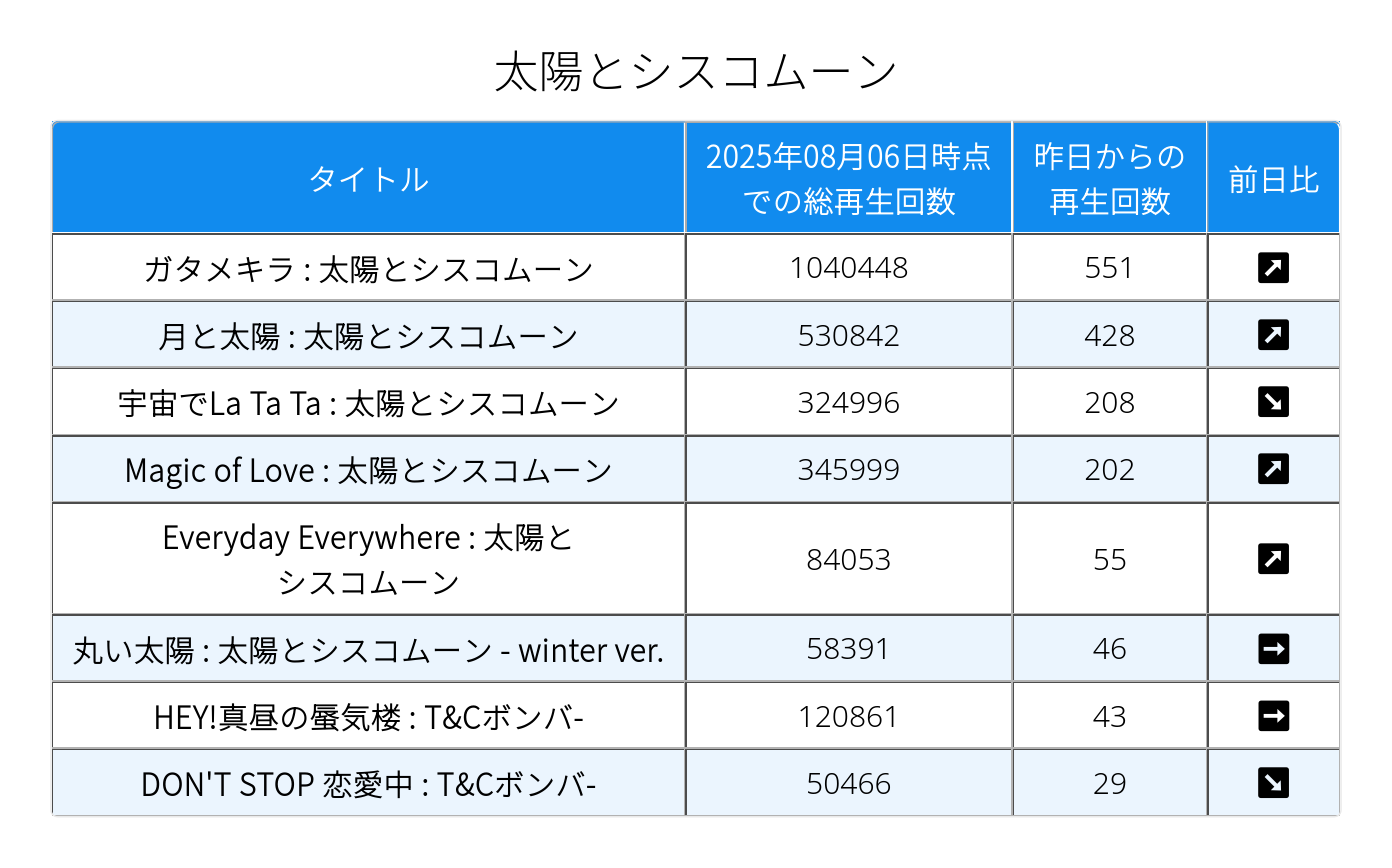 太陽とシスコムーン
タイトル
2025年08月06日時点
での総再生回数
昨日からの
再生回数
前日比
ガタメキラ : 太陽とシスコムーン
1040448
551
月と太陽 : 太陽とシスコムーン
530842
428
宇宙でLa Ta Ta : 太陽とシスコムーン
324996
208
Magic of Love : 太陽とシスコムーン
345999
202
Everyday Everywhere : 太陽と
シスコムーン
84053
55
丸い太陽 : 太陽とシスコムーン - winter ver.
58391
46
HEY!真昼の蜃気楼 : T&Cボンバ-
120861
43
DON'T STOP 恋愛中 : T&Cボンバ-
50466
29